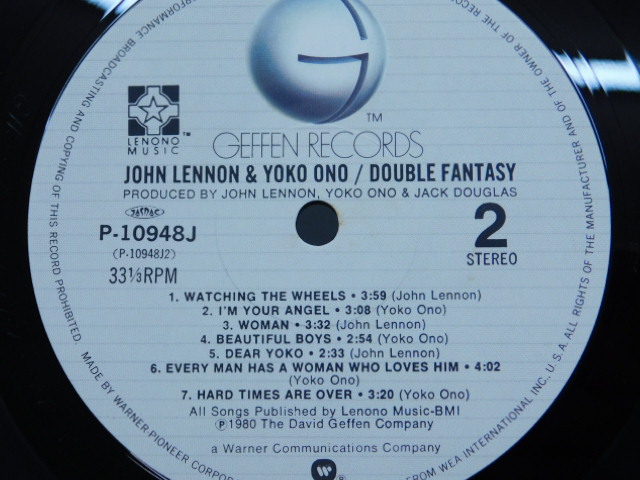 ™
GEFFEN RECORDS
LENONO™
MUSIC
JOHN LENNON & YOKO ONO / DOUBLE FANTASY
PRODUCED BY JOHN LENNON, YOKO ONO & JACK DOUGLAS
P-10948J
(P-10948J2)
33⅓RPM
2
STEREO
1. WATCHING THE WHEELS • 3:59 (John Lennon)
2. I'M YOUR ANGEL • 3:08 (Yoko Ono)
3. WOMAN • 3:32 (John Lennon)
4. BEAUTIFUL BOYS • 2:54 (Yoko Ono)
5. DEAR YOKO • 2:33 (John Lennon)
6. EVERY MAN HAS A WOMAN WHO LOVES HIM • 4:02
(Yoko Ono)
7. HARD TIMES ARE OVER • 3:20 (Yoko Ono)
All Songs Published by Lenono Music-BMI
℗1980 The David Geffen Company
a Warner Communications Company
®
ALL RIGHTS OF THE MANUFACTURER AND OF THE OWNER OF THE RECORDED
PERFORMANCE BROADCASTING AND COPYING OF THIS RECORD PROHIBITED. MADE BY WARNER-PIONEER CORPOR
FROM WEA INTERNATIONAL INC., U.S.A.